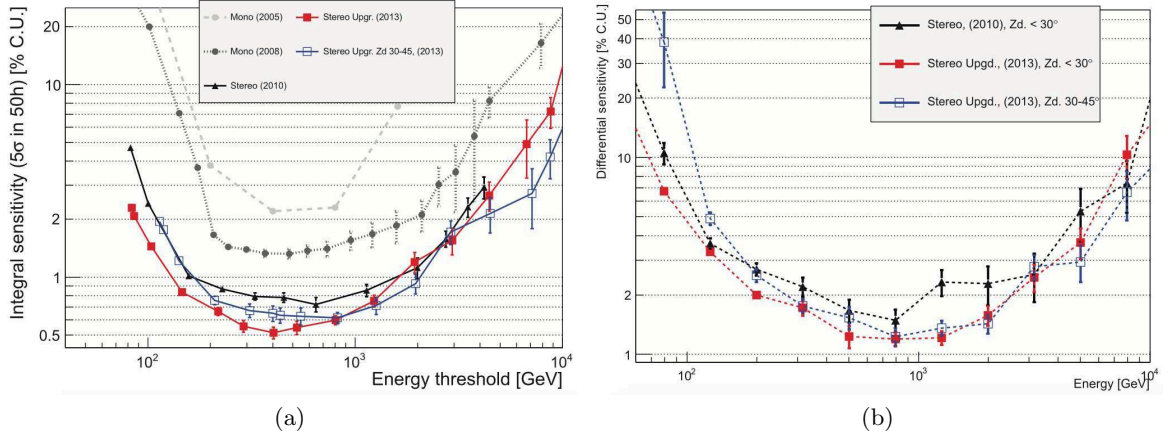 Integral sensitivity (5σ in 50h) [% C.U.]
20
10
2
1
0.5
Mono (2005)
Stereo Upgr. (2013)
Mono (2008)
Stereo Upgr. Zd 30-45, (2013)
Stereo (2010)
10²
10³
10⁴
Energy threshold [GeV]
(a)
Differential sensitivity [% C.U.]
50
40
30
20
10
2
1
Stereo, (2010), Zd. < 30°
Stereo Upgd., (2013), Zd. < 30°
Stereo Upgd., (2013), Zd. 30-45°
10²
10³
10⁴
Energy [GeV]
(b)